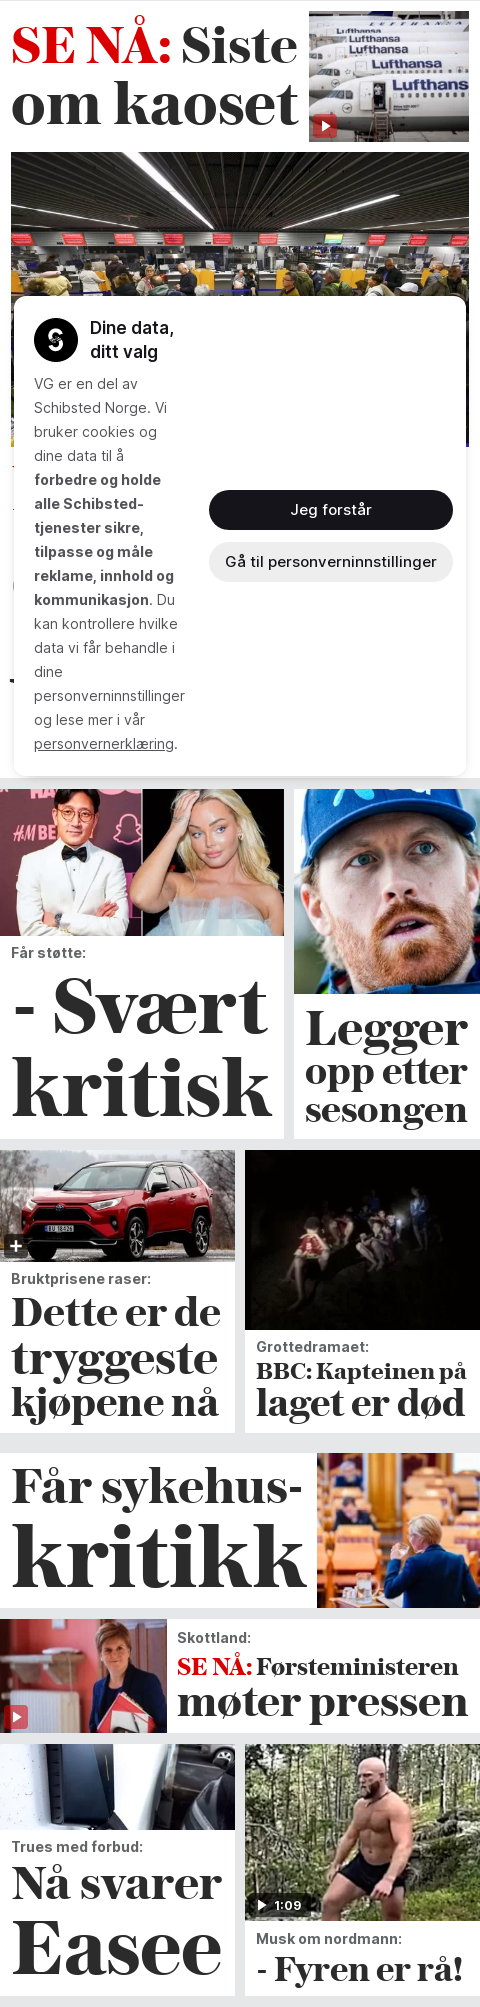 SE NÅ: Siste
om kaoset
Lufthansa
Lufthansa
Lufthansa
Lufthansa
Lufthansa
Dine data,
ditt valg
VG er en del av
Schibsted Norge. Vi
bruker cookies og
dine data til å
forbedre og holde
alle Schibsted-
tjenester sikre,
tilpasse og måle
reklame, innhold og
kommunikasjon. Du
kan kontrollere hvilke
data vi får behandle i
dine
personverninnstillinger
og lese mer i vår
personvernerklæring.
Jeg forstår
Gå til personverninnstillinger
H&M BE
Får støtte:
- Svært
kritisk
Legger
opp etter
sesongen
Bruktprisene raser:
Dette er de
tryggeste
kjøpene nå
Grottedramaet:
BBC: Kapteinen på
laget er død
Får sykehus-
kritikk
Skottland:
SE NÅ: Førsteministeren
møter pressen
Trues med forbud:
Nå svarer
Easee
1:09
Musk om nordmann:
- Fyren er rå!